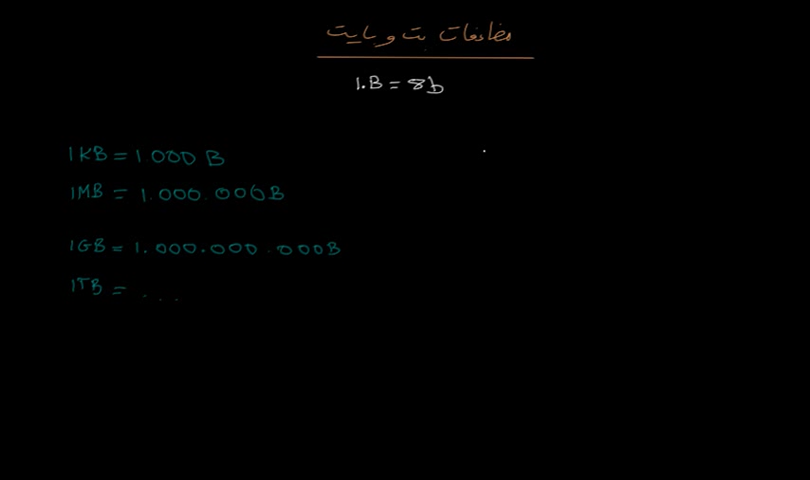 مضاعفات بت و بايت
1.B = 8b
1KB = 1 000 B
1MB = 1.000.000B
1GB = 1.000.000.000B
1TB = . . .